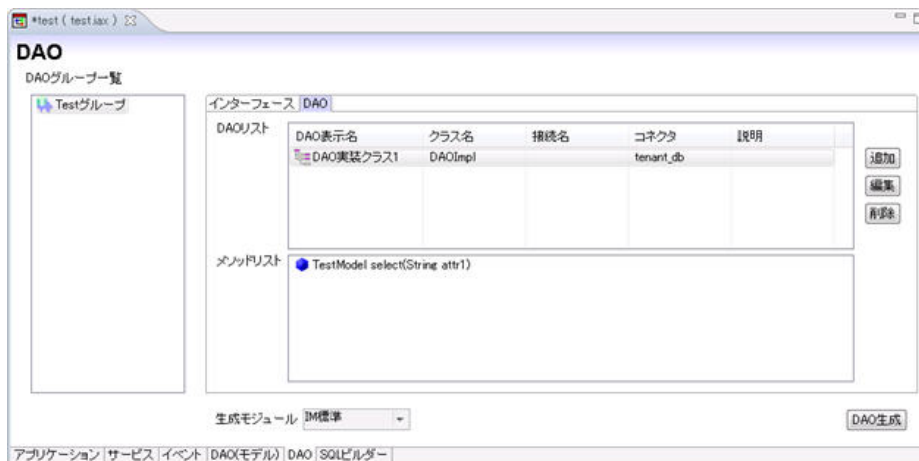 *test ( test.iax )
DAO
DAOグループ一覧
Testグループ
インターフェース DAO
DAOリスト
DAO表示名 クラス名 接続名 コネクタ 説明
DAO実装クラス1 DAOImpl tenant_db
追加
編集
削除
メソッドリスト
TestModel select(String attr1)
生成モジュール IM標準
DAO生成
アプリケーション サービス イベント DAO(モデル) DAO SQLビルダー